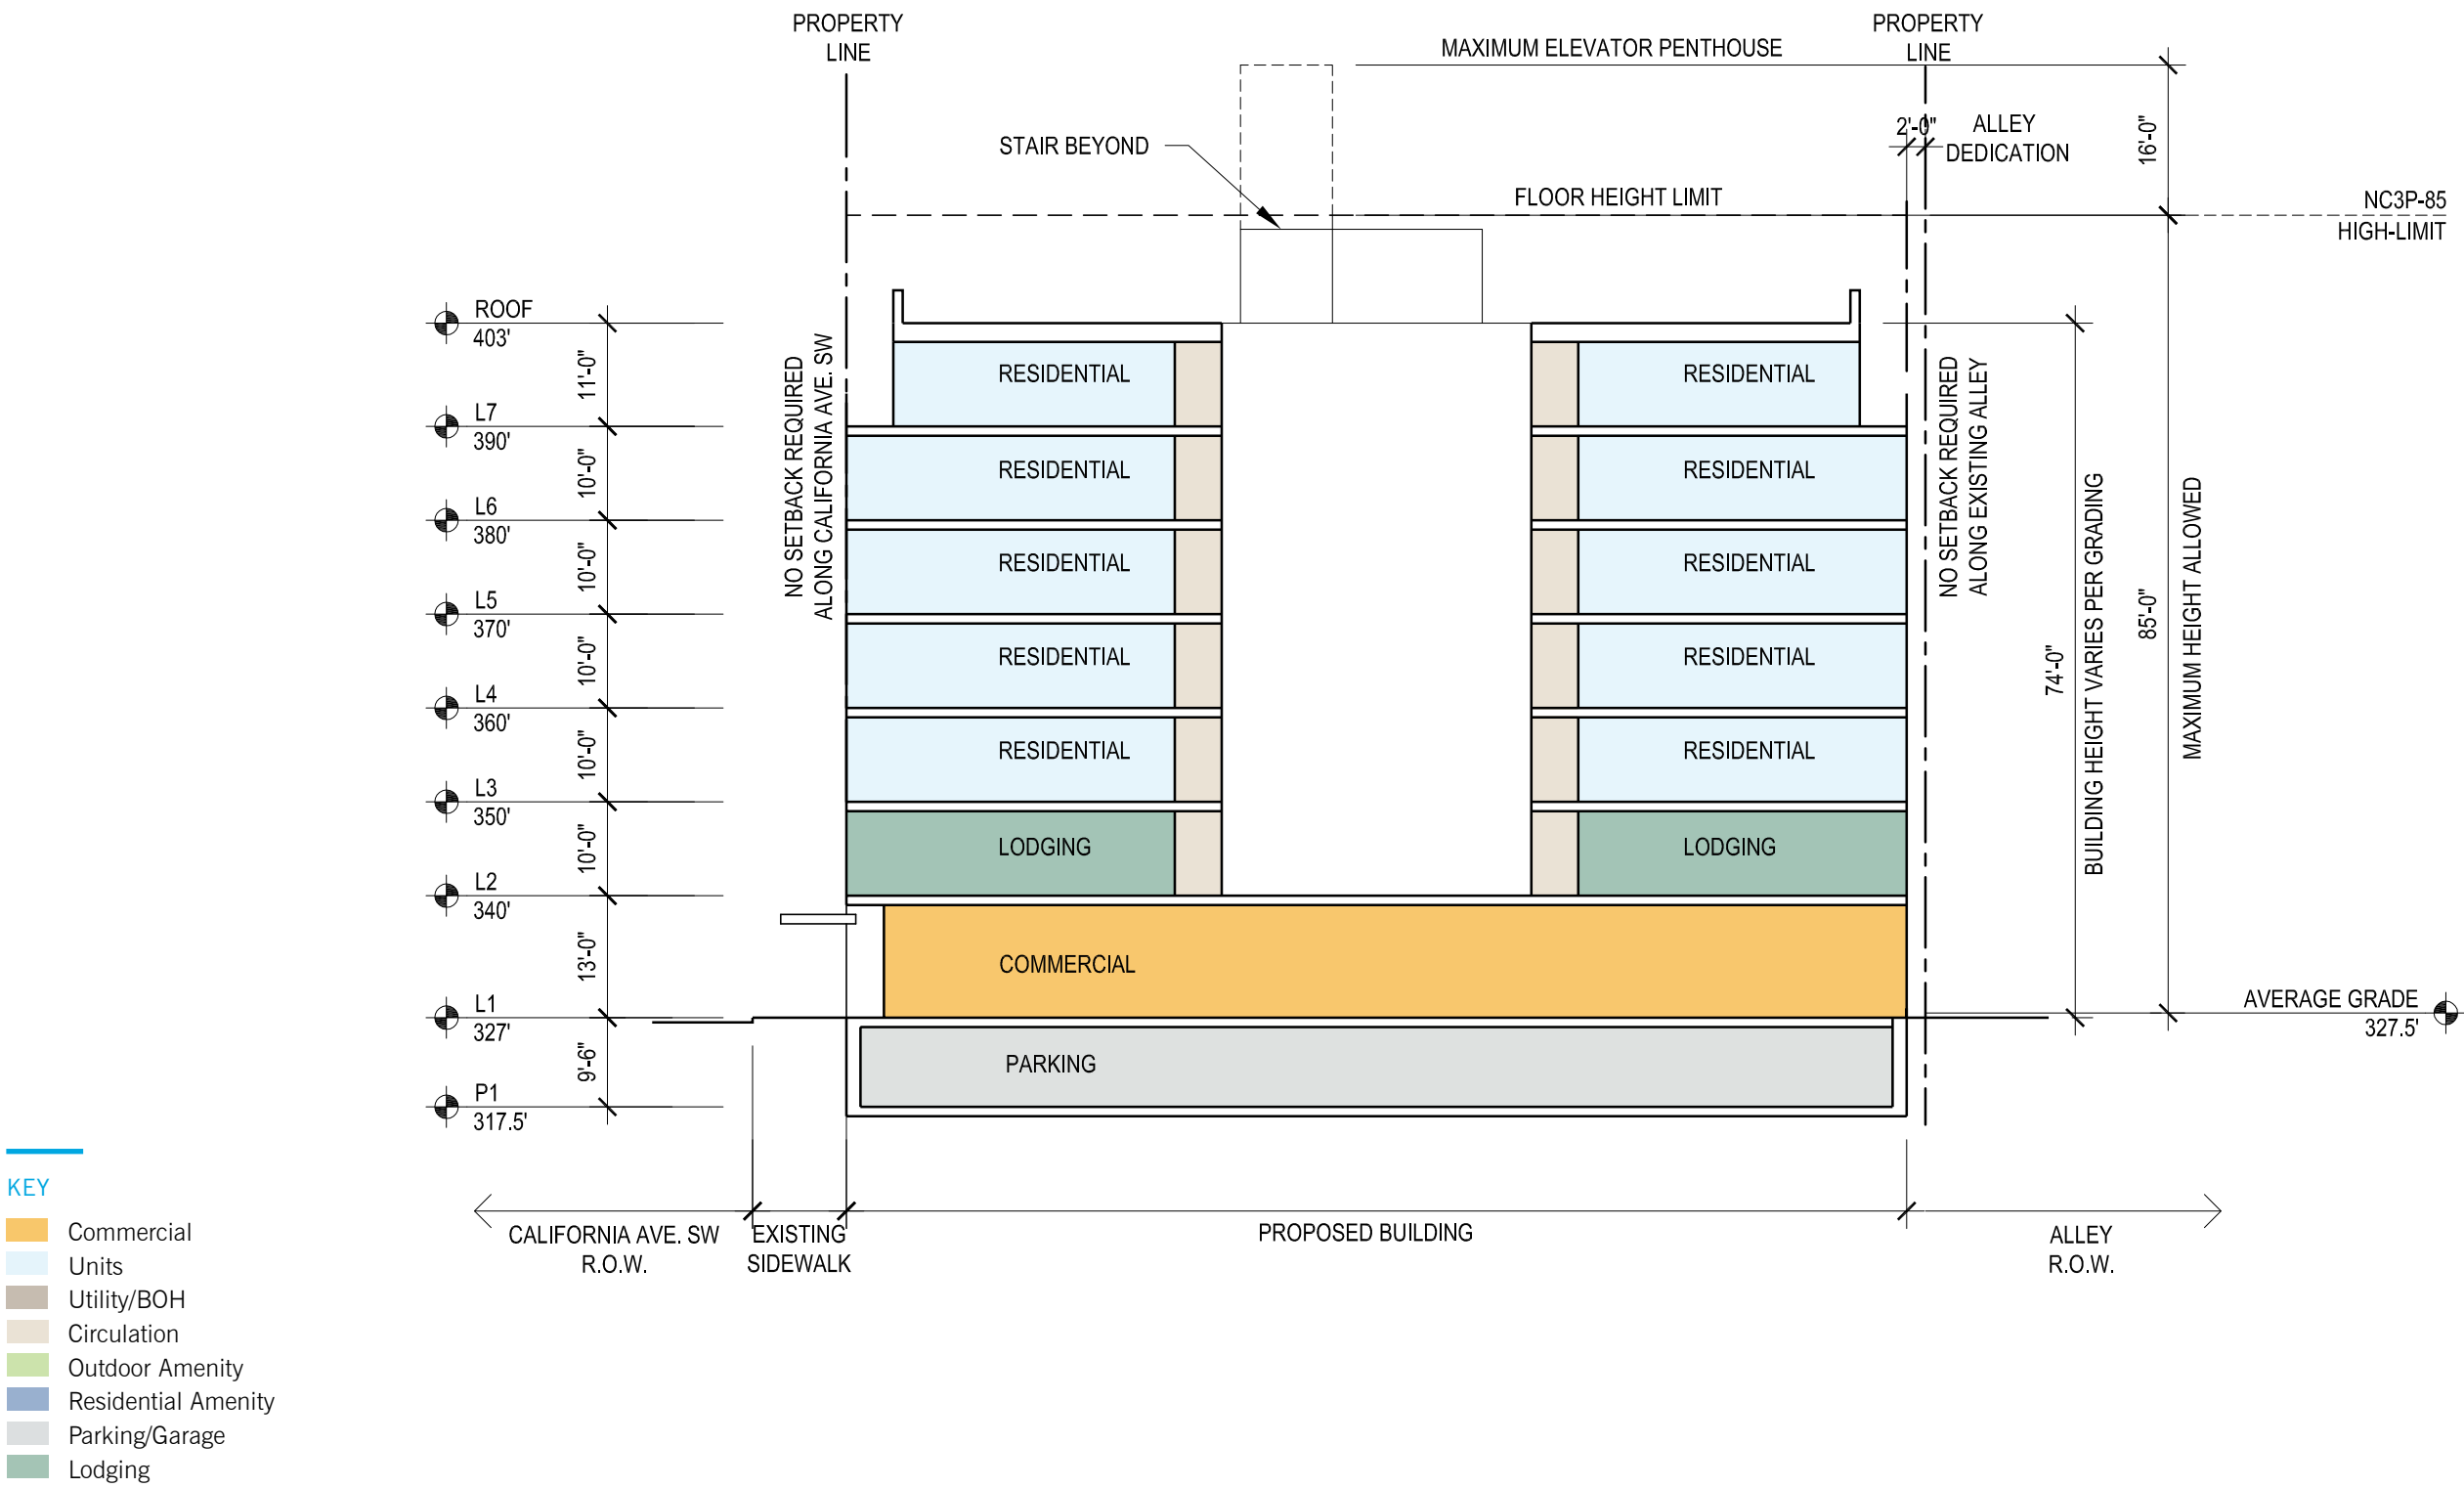 PROPERTY
LINE
PROPERTY
LINE
MAXIMUM ELEVATOR PENTHOUSE
STAIR BEYOND
2'-0"
ALLEY
DEDICATION
16'-0"
FLOOR HEIGHT LIMIT
NC3P-85
HIGH-LIMIT
ROOF
403'
11'-0"
L7
390'
10'-0"
L6
380'
10'-0"
L5
370'
10'-0"
L4
360'
10'-0"
L3
350'
10'-0"
L2
340'
13'-0"
L1
327'
9'-6"
P1
317.5'
NO SETBACK REQUIRED
ALONG CALIFORNIA AVE. SW
RESIDENTIAL
RESIDENTIAL
RESIDENTIAL
RESIDENTIAL
RESIDENTIAL
RESIDENTIAL
RESIDENTIAL
RESIDENTIAL
RESIDENTIAL
RESIDENTIAL
LODGING
LODGING
COMMERCIAL
PARKING
NO SETBACK REQUIRED
ALONG EXISTING ALLEY
74'-0"
BUILDING HEIGHT VARIES PER GRADING
85'-0"
MAXIMUM HEIGHT ALLOWED
AVERAGE GRADE
327.5'
CALIFORNIA AVE. SW
R.O.W.
EXISTING
SIDEWALK
PROPOSED BUILDING
ALLEY
R.O.W.
KEY
Commercial
Units
Utility/BOH
Circulation
Outdoor Amenity
Residential Amenity
Parking/Garage
Lodging